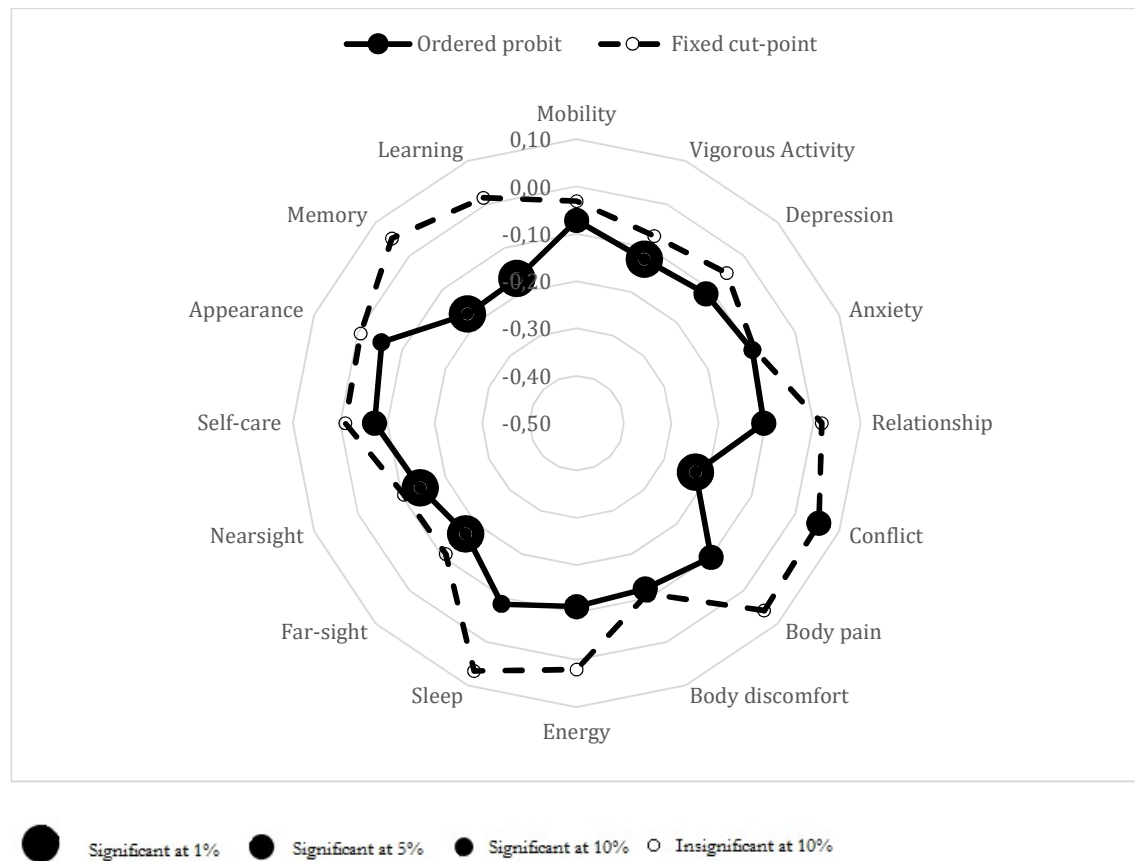 Ordered probit Fixed cut-point
Mobility
Vigorous Activity
Depression
Anxiety
Relationship
Conflict
Body pain
Body discomfort
Energy
Sleep
Far-sight
Nearsight
Self-care
Appearance
Memory
Learning
0,10
0,00
-0,10
-0,20
-0,30
-0,40
-0,50
Significant at 1% Significant at 5% Significant at 10% Insignificant at 10%